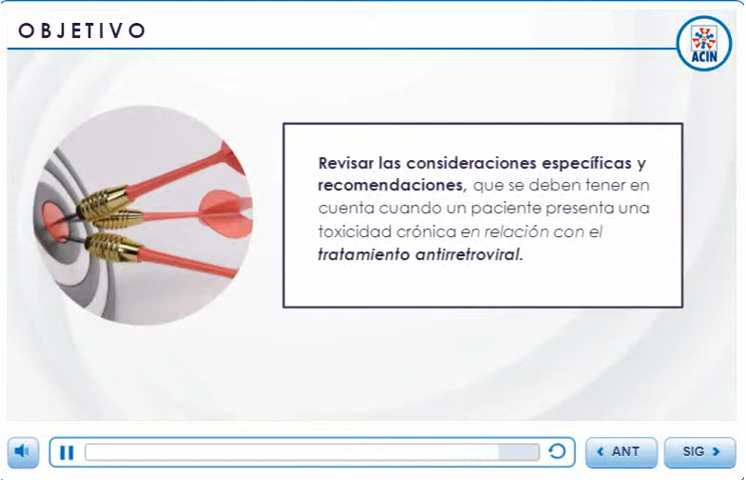 OBJETIVO
ACIN
Revisar las consideraciones específicas y
recomendaciones, que se deben tener en
cuenta cuando un paciente presenta una
toxicidad crónica en relación con el
tratamiento antirretroviral.
ANT
SIG